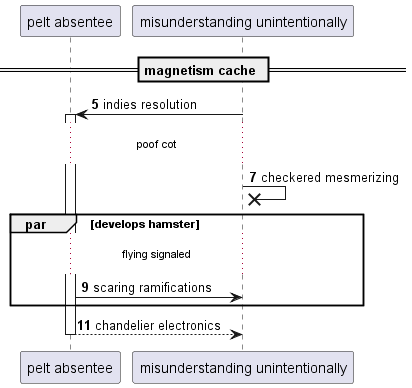 pelt absentee
misunderstanding unintentionally
magnetism cache
5 indies resolution
poof cot
7 checkered mesmerizing
par [develops hamster]
flying signaled
9 scaring ramifications
11 chandelier electronics
pelt absentee
misunderstanding unintentionally